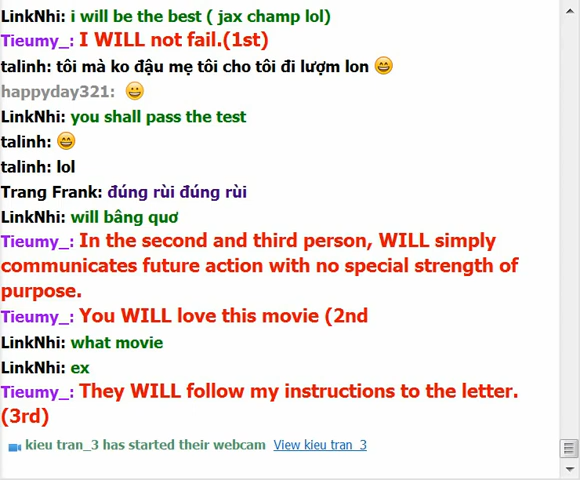 LinkNhi: i will be the best ( jax champ lol)
Tieumy_: I WILL not fail.(1st)
talinh: tôi mà ko đậu mẹ tôi cho tôi đi lượm lon 😄
happyday321: 😀
LinkNhi: you shall pass the test
talinh: 😄
talinh: lol
Trang Frank: đúng rùi đúng rùi
LinkNhi: will bâng quơ
Tieumy_: In the second and third person, WILL simply
communicates future action with no special strength of
purpose.
Tieumy_: You WILL love this movie (2nd
LinkNhi: what movie
LinkNhi: ex
Tieumy_: They WILL follow my instructions to the letter.
(3rd)
kieu tran_3 has started their webcam View kieu tran_3